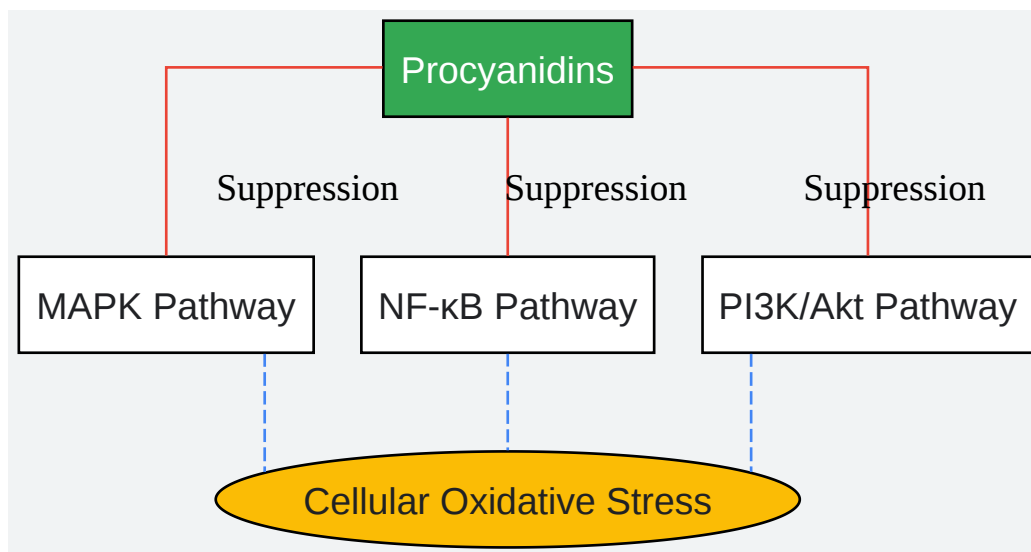 Procyanidins
Suppression Suppression Suppression
MAPK Pathway NF-κB Pathway PI3K/Akt Pathway
Cellular Oxidative Stress